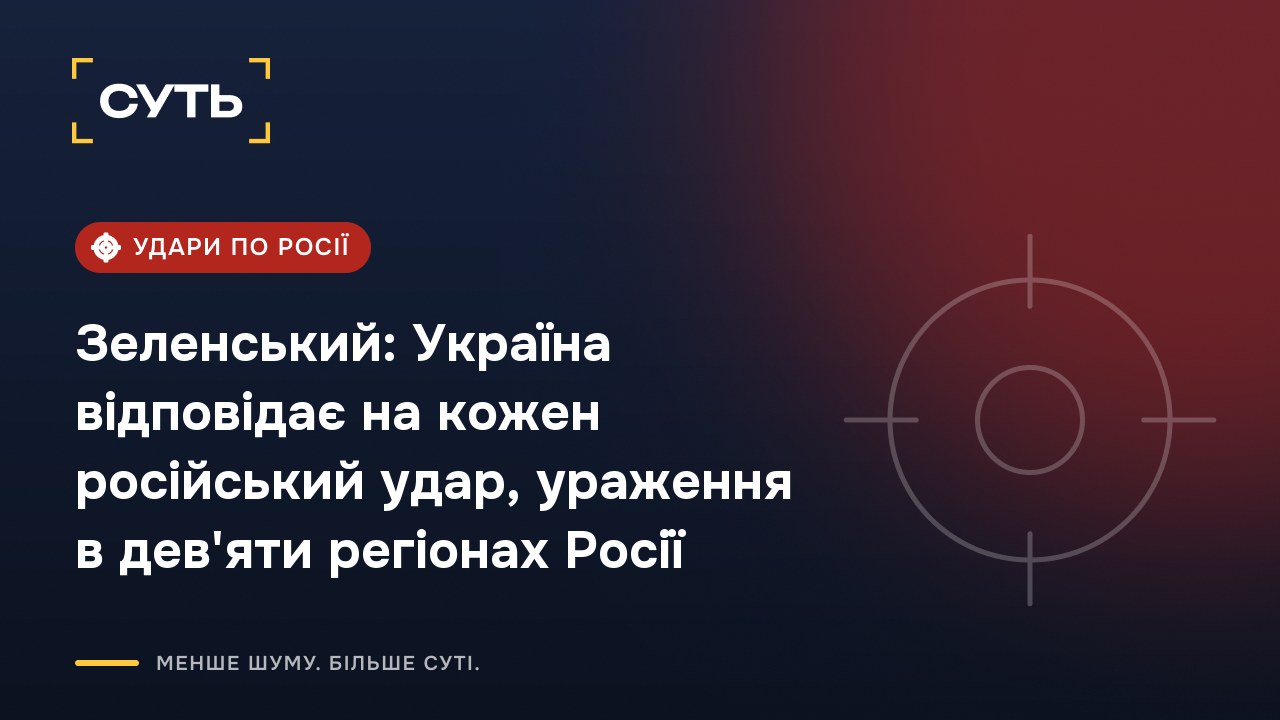 СУТЬ
УДАРИ ПО РОСІЇ
Зеленський: Україна
відповідає на кожен
російський удар, ураження
в дев'яти регіонах Росії
МЕНШЕ ШУМУ. БІЛЬШЕ СУТІ.